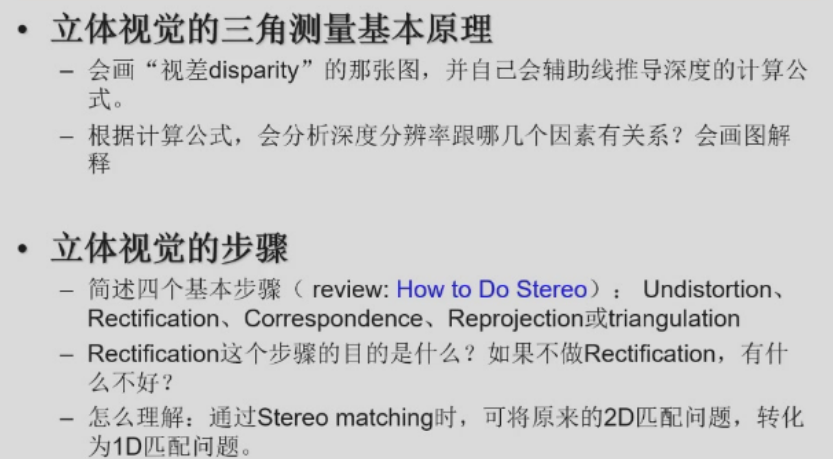 • 立体视觉的三角测量基本原理
– 会画“视差disparity”的那张图，并自己会辅助线推导深度的计算公
式。
– 根据计算公式，会分析深度分辨率跟哪几个因素有关系？会画图解
释
• 立体视觉的步骤
– 简述四个基本步骤（ review: How to Do Stereo）： Undistortion、
Rectification、Correspondence、Reprojection或triangulation
– Rectification这个步骤的目的是什么？如果不做Rectification，有什
么不好？
– 怎么理解：通过Stereo matching时，可将原来的2D匹配问题，转化
为1D匹配问题。